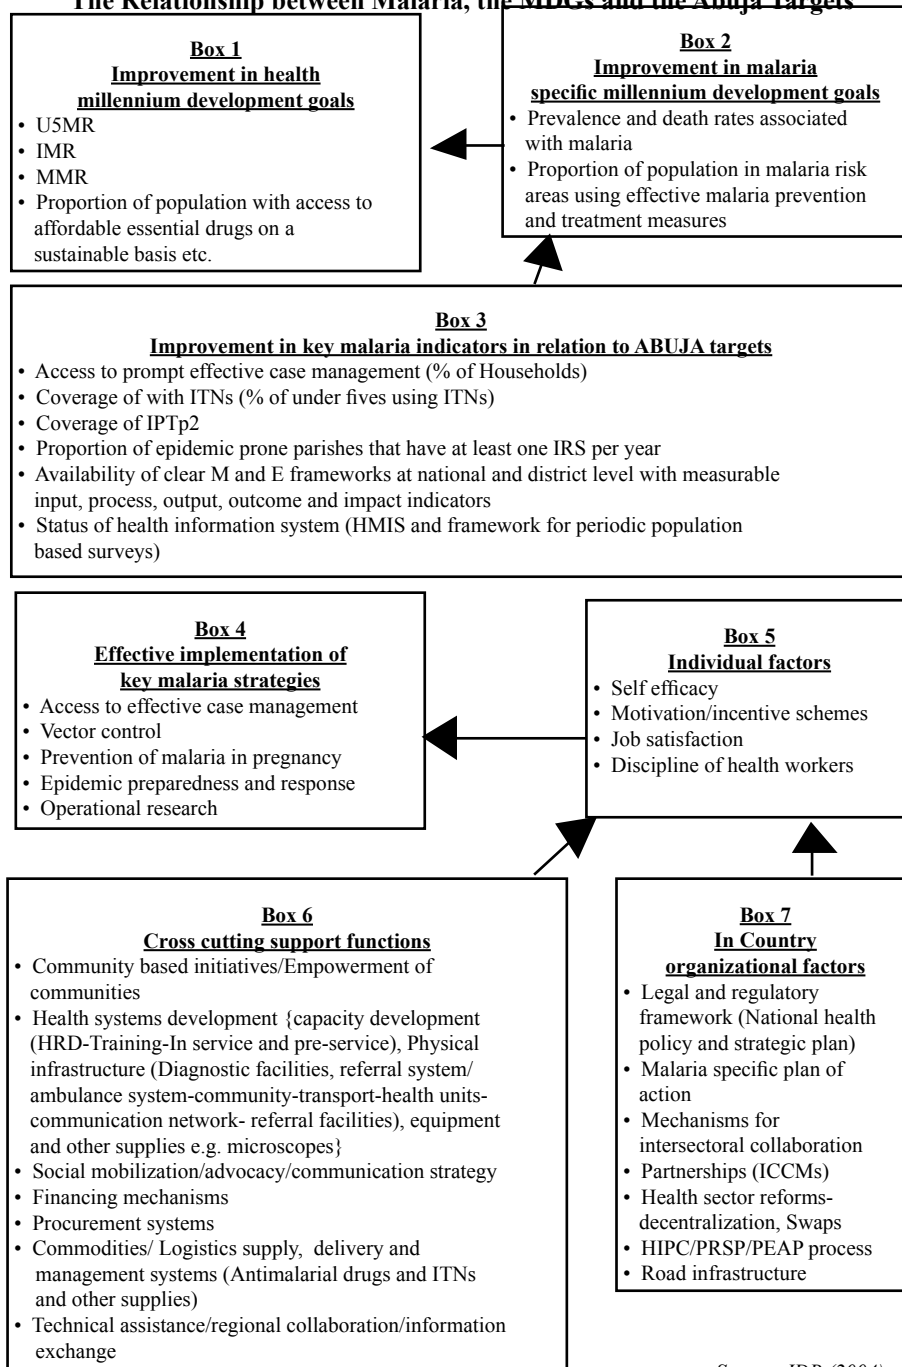 The Relationship between Malaria, the MDGs and the Abuja Targets
Box 1
Improvement in health
millennium development goals
• U5MR
• IMR
• MMR
• Proportion of population with access to
affordable essential drugs on a
sustainable basis etc.
Box 2
Improvement in malaria
specific millennium development goals
• Prevalence and death rates associated
with malaria
• Proportion of population in malaria risk
areas using effective malaria prevention
and treatment measures
Box 3
Improvement in key malaria indicators in relation to ABUJA targets
• Access to prompt effective case management (% of Households)
• Coverage of with ITNs (% of under fives using ITNs)
• Coverage of IPTp2
• Proportion of epidemic prone parishes that have at least one IRS per year
• Availability of clear M and E frameworks at national and district level with measurable
input, process, output, outcome and impact indicators
• Status of health information system (HMIS and framework for periodic population
based surveys)
Box 4
Effective implementation of
key malaria strategies
• Access to effective case management
• Vector control
• Prevention of malaria in pregnancy
• Epidemic preparedness and response
• Operational research
Box 5
Individual factors
• Self efficacy
• Motivation/incentive schemes
• Job satisfaction
• Discipline of health workers
Box 6
Cross cutting support functions
• Community based initiatives/Empowerment of
communities
• Health systems development {capacity development
(HRD-Training-In service and pre-service), Physical
infrastructure (Diagnostic facilities, referral system/
ambulance system-community-transport-health units-
communication network- referral facilities), equipment
and other supplies e.g. microscopes}
• Social mobilization/advocacy/communication strategy
• Financing mechanisms
• Procurement systems
• Commodities/ Logistics supply, delivery and
management systems (Antimalarial drugs and ITNs
and other supplies)
• Technical assistance/regional collaboration/information
exchange
Box 7
In Country
organizational factors
• Legal and regulatory
framework (National health
policy and strategic plan)
• Malaria specific plan of
action
• Mechanisms for
intersectoral collaboration
• Partnerships (ICCMs)
• Health sector reforms-
decentralization, Swaps
• HIPC/PRSP/PEAP process
• Road infrastructure